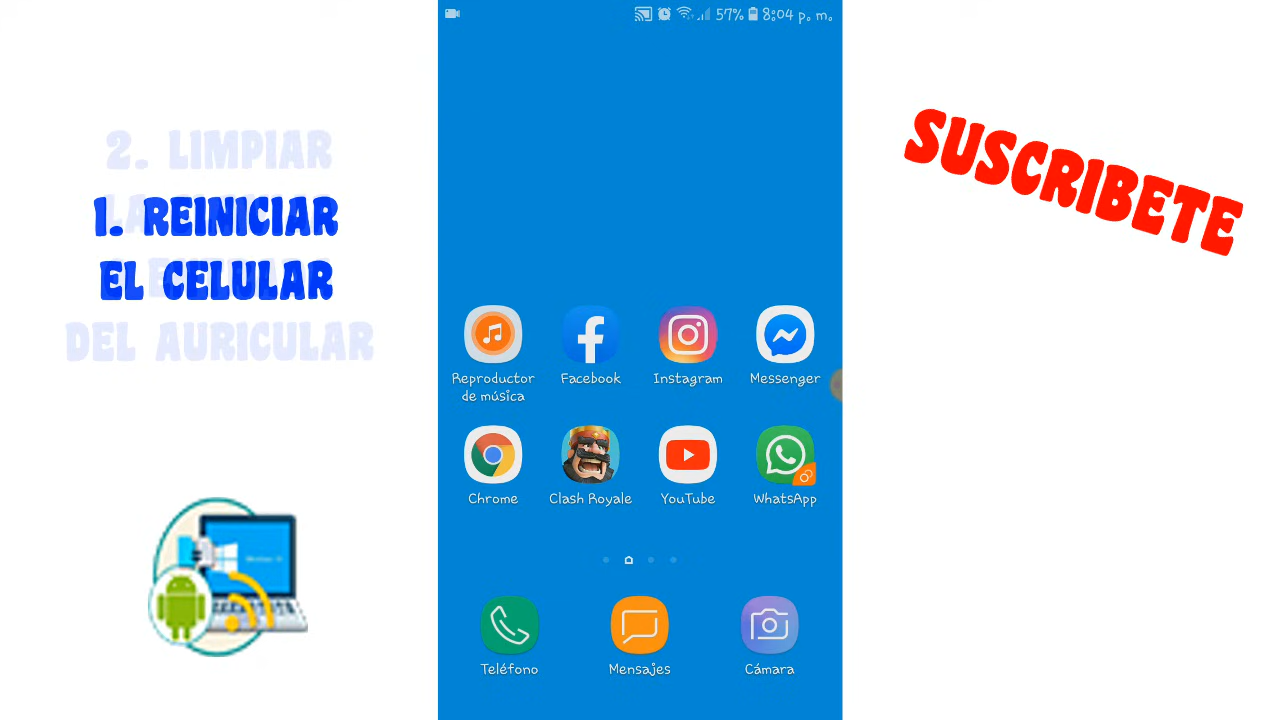 57% 8:04 p. m.
2. LIMPIAR
1. REINICIAR
EL CELULAR
DEL AURICULAR
SUSCRIBETE
Reproductor
de música
Facebook
Instagram
Messenger
Chrome
Clash Royale
YouTube
WhatsApp
Teléfono
Mensajes
Cámara